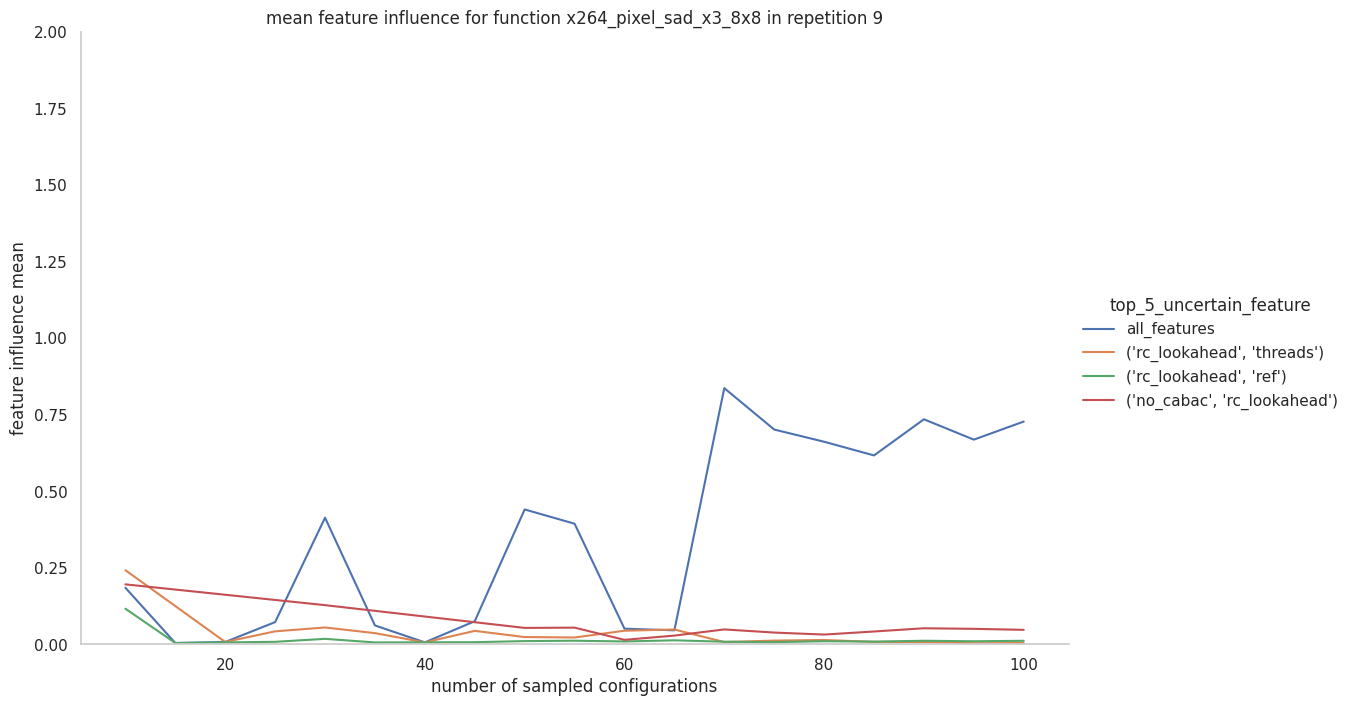 mean feature influence for function x264_pixel_sad_x3_8x8 in repetition 9
2.00
1.75
1.50
1.25
1.00
0.75
0.50
0.25
0.00
feature influence mean
20
40
60
80
100
number of sampled configurations
top_5_uncertain_feature
all_features
('rc_lookahead', 'threads')
('rc_lookahead', 'ref')
('no_cabac', 'rc_lookahead')